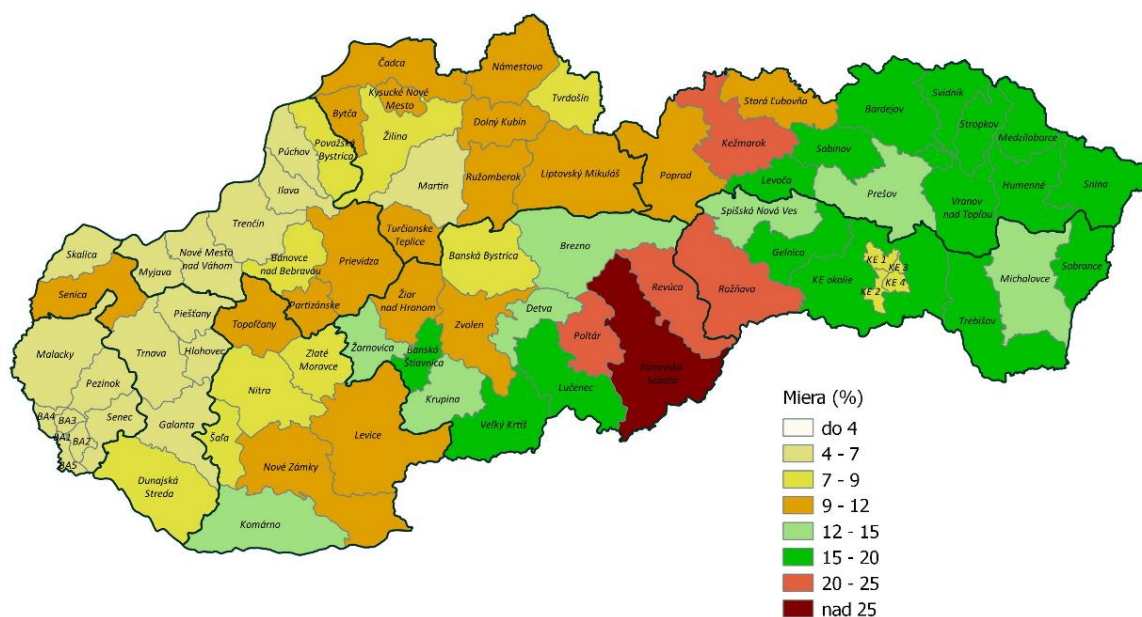 Čadca
Námestovo
Kysucké Nové
Mesto
Tvrdošín
Bytča
Dolný Kubín
Stará Ľubovňa
Bardejov
Svidník
Stropkov
Medzilaborce
Považská
Bystrica
Žilina
Púchov
Kežmarok
Sabinov
Ilava
Martin
Ružomberok
Liptovský Mikuláš
Poprad
Levoča
Prešov
Humenné
Snina
Vranov
nad Topľou
Trenčín
Turčianske
Teplice
Spišská Nová Ves
Skalica
Nové Mesto
nad Váhom
Myjava
Bánovce
nad Bebravou
Prievidza
Banská Bystrica
Brezno
Gelnica
KE okolie
KE 1
KE 3
KE 4
KE 2
Michalovce
Sobrance
Senica
Partizánske
Žiar
nad Hronom
Revúca
Rožňava
Piešťany
Topoľčany
Zvolen
Detva
Trebišov
Malacky
Trnava
Hlohovec
Zlaté
Moravce
Žarnovica
Banská
Štiavnica
Poltár
Rimavská
Sobota
Pezinok
Nitra
Krupina
Lučenec
BA4
BA3
BA1
BA2
BA5
Senec
Galanta
Šaľa
Levice
Veľký Krtíš
Nové Zámky
Dunajská
Streda
Komárno
Miera (%)
do 4
4 - 7
7 - 9
9 - 12
12 - 15
15 - 20
20 - 25
nad 25